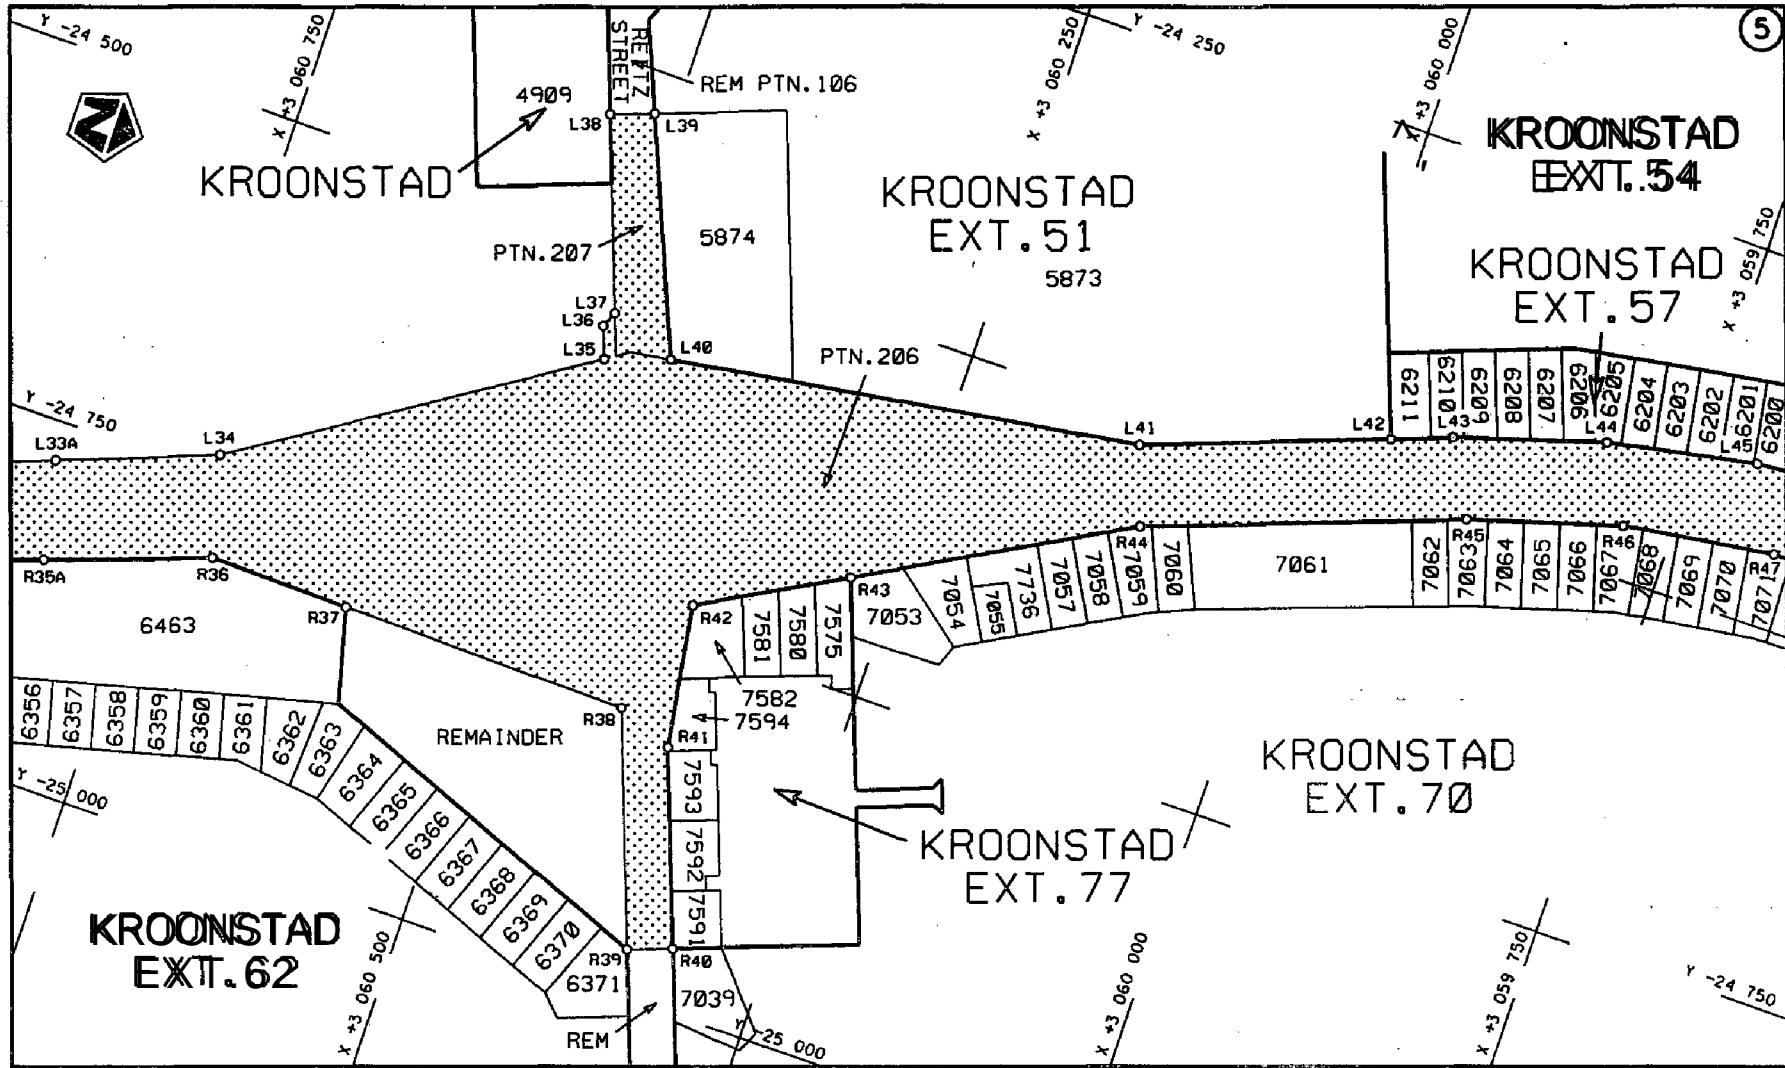 Y -24 500
X +3 060 750
REITZ
STREET
REM PTN.106
X +3 060 250
Y -24 250
X +3 060 000
5
4909
L38
L39
KROONSTAD
KROONSTAD
EXT.51
KROONSTAD
EXT.54
5874
5873
PTN.207
KROONSTAD
EXT.57
X +3 059 750
L37
L36
L35
L40
PTN.206
6211
6210
6209
6208
6207
6206
6205
6204
6203
6202
6201
6200
Y -24 750
L33A
L34
L41
L42
L43
L44
L45
R35A
R36
R37
R42
R43
R44
R45
R46
R47
6463
7582
7581
7580
7575
7053
7054
7055
7736
7057
7058
7059
7060
7061
7062
7063
7064
7065
7066
7067
7068
7069
7070
7071
6356
6357
6358
6359
6360
6361
6362
6363
6364
6365
6366
6367
6368
6369
6370
6371
REMAINDER
R38
R41
7594
7593
7592
7591
Y -25 000
KROONSTAD
EXT.70
KROONSTAD
EXT.77
KROONSTAD
EXT.62
R39
R40
7039
REM
X +3 060 500
Y -25 000
X +3 060 000
X +3 059 750
Y -24 750